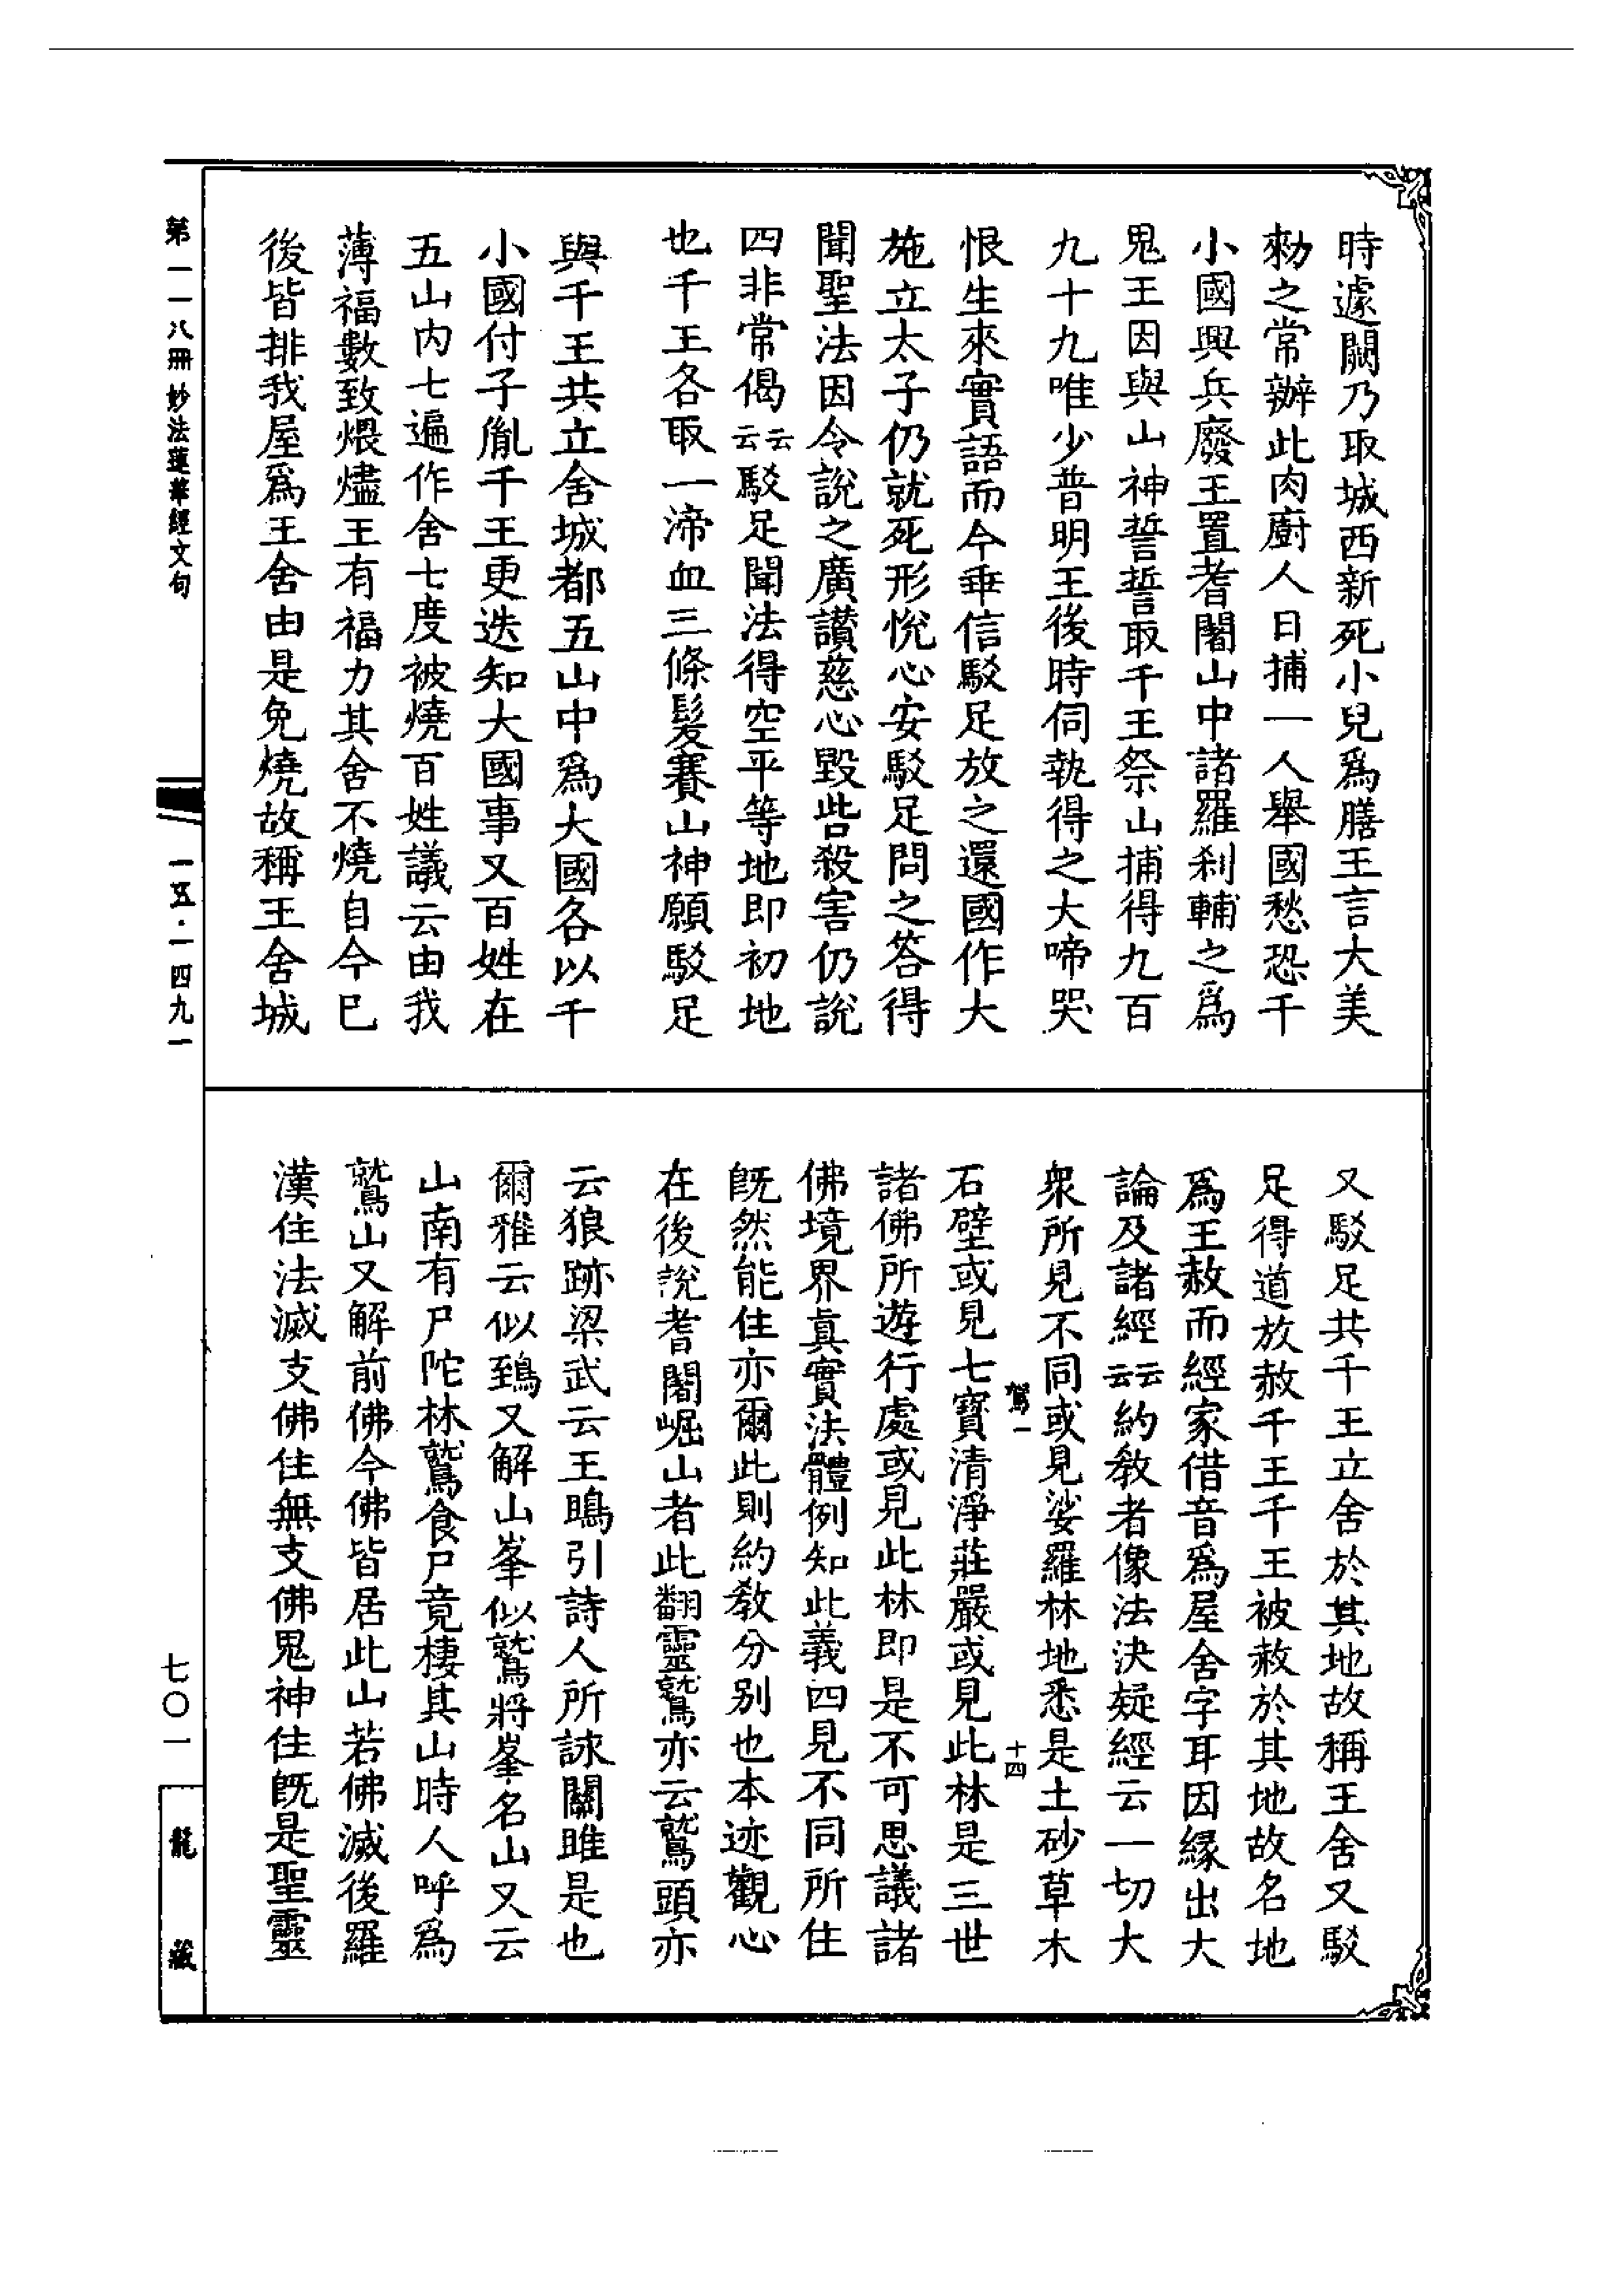 時遽闕乃取城西新死小兒爲膳王言大美
勑之常辦此肉廚人日捕一人舉國愁恐千
小國興兵廢王置耆闍山中諸羅刹輔之爲
鬼王因與山神誓誓取千王祭山捕得九百
九十九唯少普明王後時伺執得之大啼哭
恨生來實語而今乖信駁足放之還國作大
施立太子仍就死形恱心安駁足問之答得
聞聖法因令説之廣讃慈心毀呰殺害仍説
四非常偈云云駁足聞法得空平等地即初地
也千王各取一渧血三條髮賽山神願駁足
與千王共立舍城都五山中爲大國各以千
小國付子胤千王更迭知大國事又百姓在
五山内七遍作舍七度被燒百姓議云由我
薄福數致煨燼王有福力其舍不燒自今已
後皆排我屋爲王舍由是免燒故稱王舍城
又駁足共千王立舍於其地故稱王舍又駁
足得道放赦千王千王被赦於其地故名地
爲王赦而經家借音爲屋舍字耳因縁出大
論及諸經云云約教者像法決疑經云一切大
衆所見不同或見娑羅林地悉是土砂草木
駕一
十四
石壁或見七寳清淨莊嚴或見此林是三世
諸佛所遊行處或見此林即是不可思議諸
佛境界眞實法體例知此義四見不同所住
旣然能住亦爾此則約教分别也本迹觀心
在後説耆闍崛山者此翻靈鷲亦云鷲頭亦
云狼跡梁武云王鴡引詩人所詠關雎是也
爾雅云似鵄又解山峯似鷲將峯名山又云
山南有尸陀林鷲食尸竟棲其山時人呼爲
鷲山又解前佛今佛皆居此山若佛滅後羅
漢住法滅支佛住無支佛鬼神住旣是聖靈
第一一八冊 妙法蓮華經文句
一五·一四九一
七〇一
龍藏